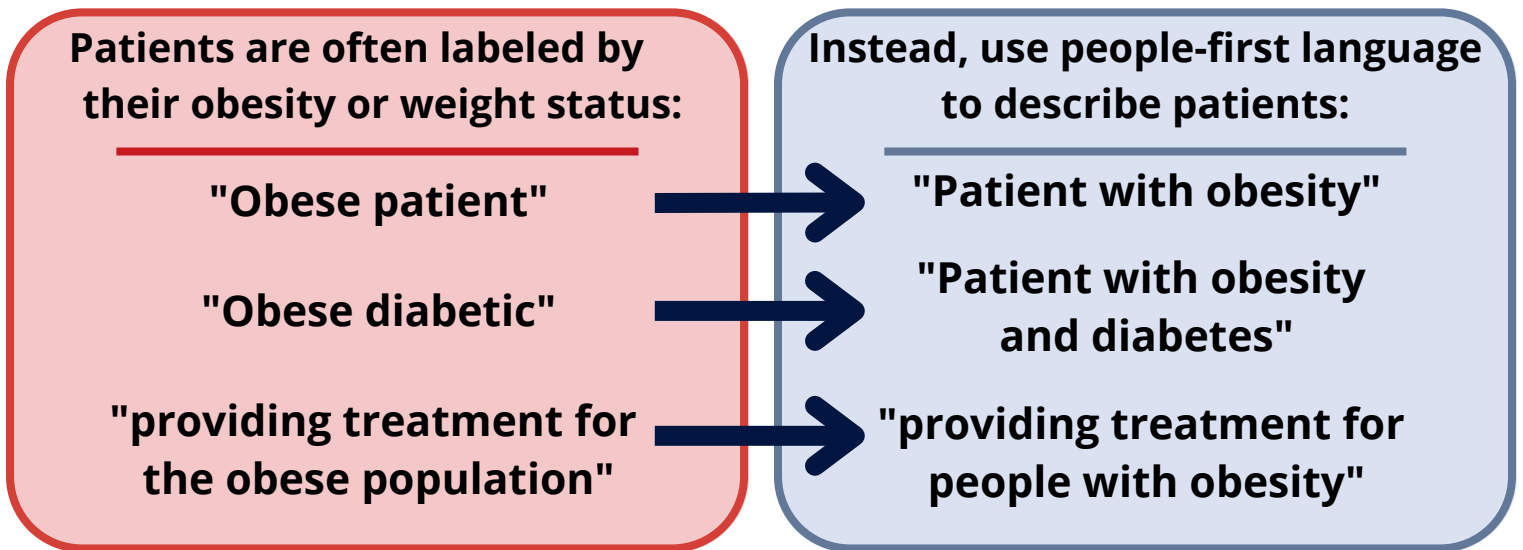 Patients are often labeled by
their obesity or weight status:
"Obese patient"
"Obese diabetic"
"providing treatment for
the obese population"
Instead, use people-first language
to describe patients:
"Patient with obesity"
"Patient with obesity
and diabetes"
"providing treatment for
people with obesity"